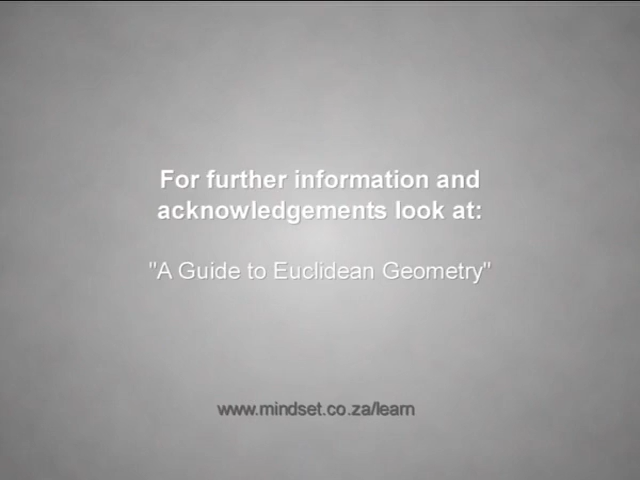 For further information and
acknowledgements look at:
"A Guide to Euclidean Geometry"
www.mindset.co.za/learn